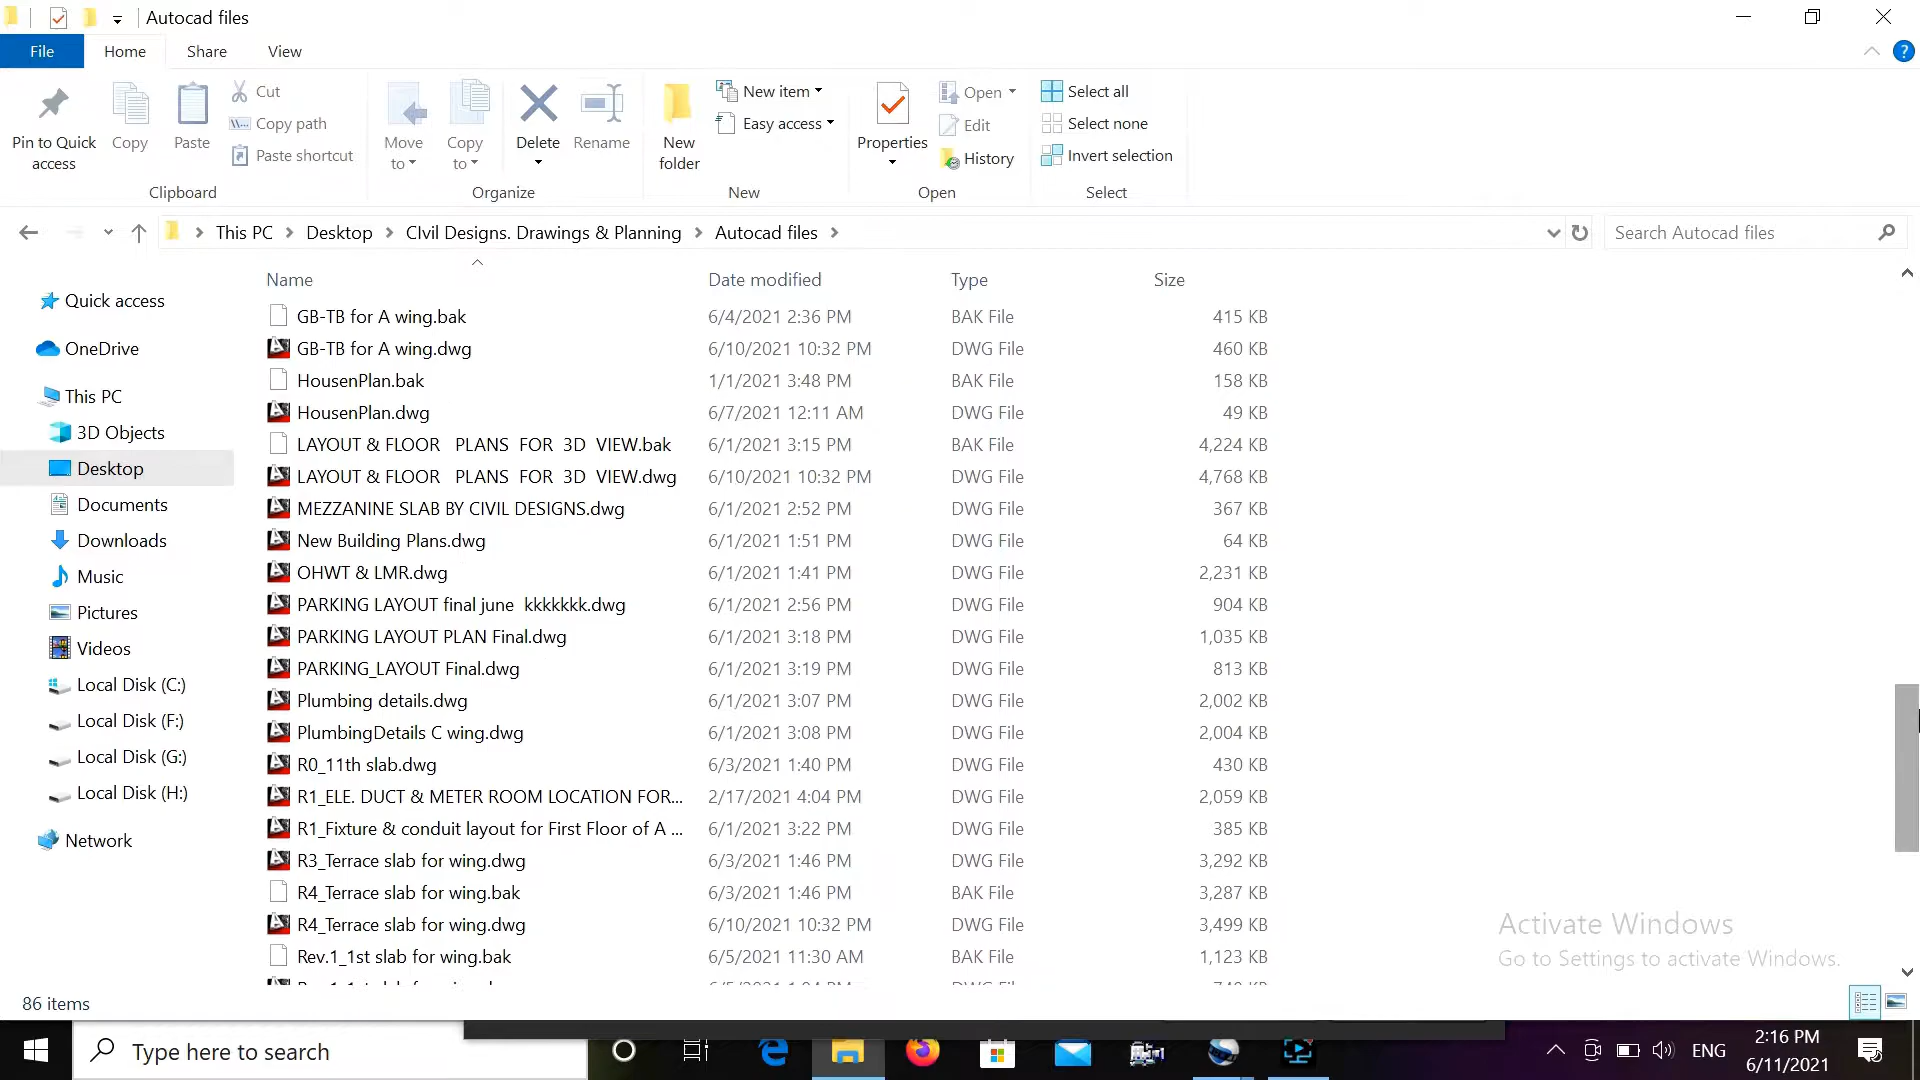 Autocad files
File Home Share View
Pin to Quick access
Copy
Paste
Cut
Copy path
Paste shortcut
Clipboard
Move to
Copy to
Delete
Rename
Organize
New folder
New item
Easy access
New
Properties
Open
Edit
History
Open
Select all
Select none
Invert selection
Select
This PC > Desktop > CIvil Designs. Drawings & Planning > Autocad files >
Search Autocad files
Quick access
OneDrive
This PC
3D Objects
Desktop
Documents
Downloads
Music
Pictures
Videos
Local Disk (C:)
Local Disk (F:)
Local Disk (G:)
Local Disk (H:)
Network
Name Date modified Type Size
GB-TB for A wing.bak 6/4/2021 2:36 PM BAK File 415 KB
GB-TB for A wing.dwg 6/10/2021 10:32 PM DWG File 460 KB
HousenPlan.bak 1/1/2021 3:48 PM BAK File 158 KB
HousenPlan.dwg 6/7/2021 12:11 AM DWG File 49 KB
LAYOUT & FLOOR PLANS FOR 3D VIEW.bak 6/1/2021 3:15 PM BAK File 4,224 KB
LAYOUT & FLOOR PLANS FOR 3D VIEW.dwg 6/10/2021 10:32 PM DWG File 4,768 KB
MEZZANINE SLAB BY CIVIL DESIGNS.dwg 6/1/2021 2:52 PM DWG File 367 KB
New Building Plans.dwg 6/1/2021 1:51 PM DWG File 64 KB
OHWT & LMR.dwg 6/1/2021 1:41 PM DWG File 2,231 KB
PARKING LAYOUT final june kkkkkkk.dwg 6/1/2021 2:56 PM DWG File 904 KB
PARKING LAYOUT PLAN Final.dwg 6/1/2021 3:18 PM DWG File 1,035 KB
PARKING_LAYOUT Final.dwg 6/1/2021 3:19 PM DWG File 813 KB
Plumbing details.dwg 6/1/2021 3:07 PM DWG File 2,002 KB
PlumbingDetails C wing.dwg 6/1/2021 3:08 PM DWG File 2,004 KB
R0_11th slab.dwg 6/3/2021 1:40 PM DWG File 430 KB
R1_ELE. DUCT & METER ROOM LOCATION FOR... 2/17/2021 4:04 PM DWG File 2,059 KB
R1_Fixture & conduit layout for First Floor of A ... 6/1/2021 3:22 PM DWG File 385 KB
R3_Terrace slab for wing.dwg 6/3/2021 1:46 PM DWG File 3,292 KB
R4_Terrace slab for wing.bak 6/3/2021 1:46 PM BAK File 3,287 KB
R4_Terrace slab for wing.dwg 6/10/2021 10:32 PM DWG File 3,499 KB
Rev.1_1st slab for wing.bak 6/5/2021 11:30 AM BAK File 1,123 KB
Activate Windows
Go to Settings to activate Windows.
86 items
Type here to search
ENG
2:16 PM
6/11/2021